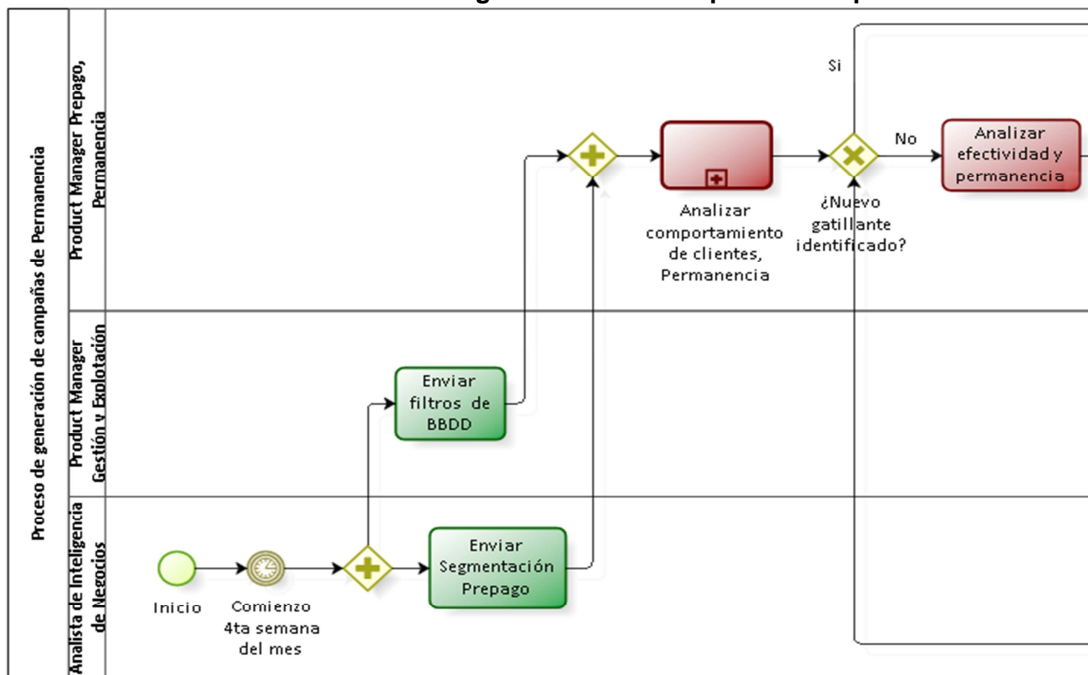 Proceso de generación de campañas de Permanencia
Product Manager Prepago,
Permanencia
Si
No
Analizar
efectividad y
permanencia
¿Nuevo
gatillante
identificado?
Analizar
comportamiento
de clientes,
Permanencia
Product Manager
Gestión y Explotación
Enviar
filtros de
BBDD
Analista de Inteligencia
de Negocios
Inicio
Comienzo
4ta semana
del mes
Enviar
Segmentación
Prepago